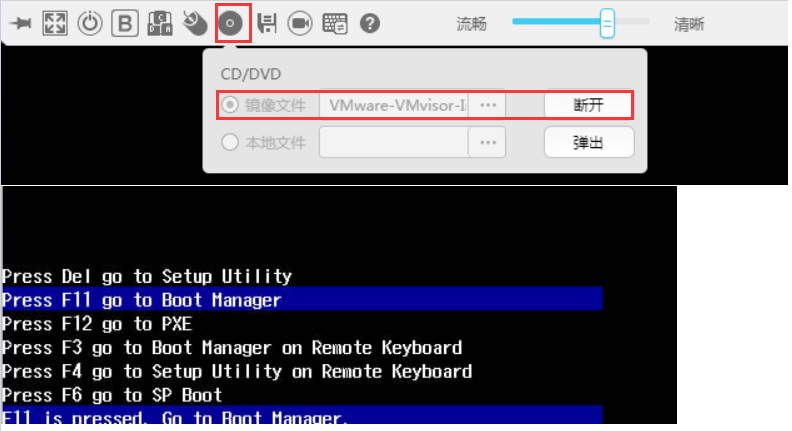 流畅 清晰
CD/DVD
镜像文件 VMware-VMvisor-I ... 断开
本地文件 ... 弹出
Press Del go to Setup Utility
Press F11 go to Boot Manager
Press F12 go to PXE
Press F3 go to Boot Manager on Remote Keyboard
Press F4 go to Setup Utility on Remote Keyboard
Press F6 go to SP Boot
F11 is pressed. Go to Boot Manager.